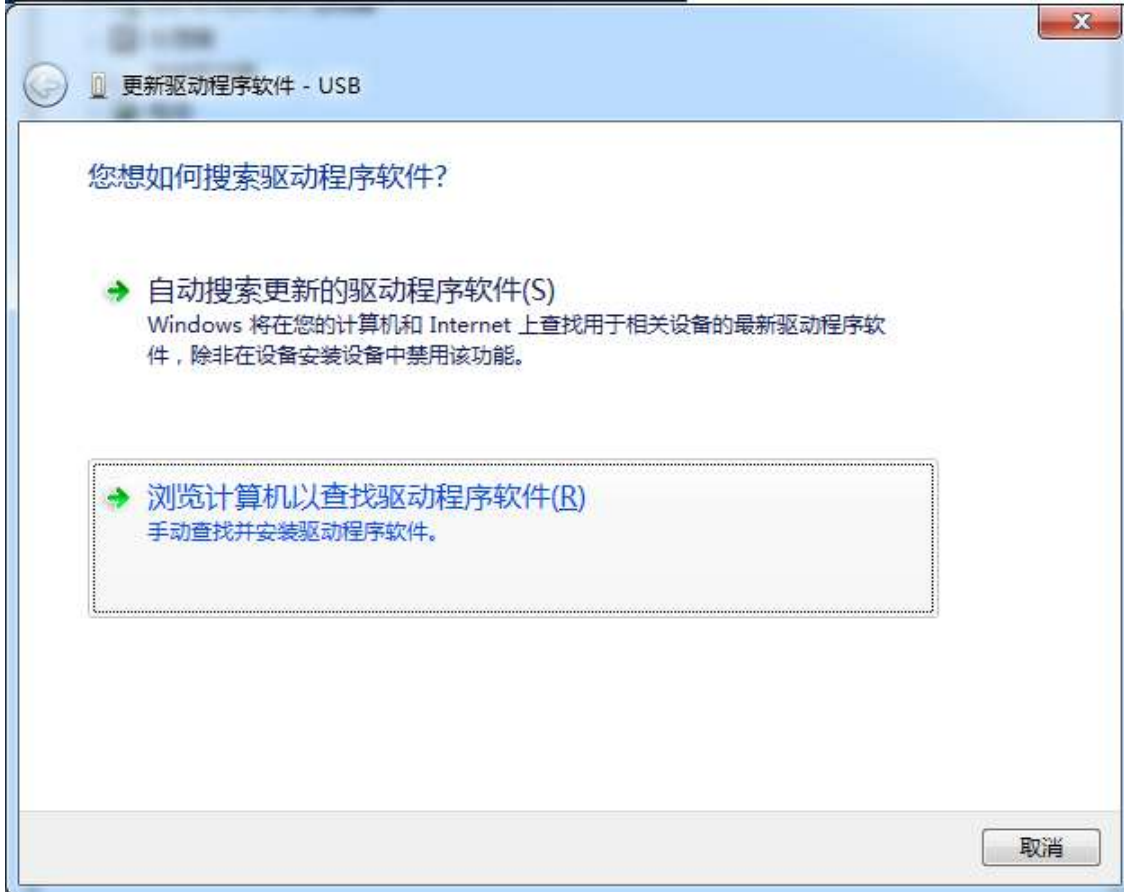 更新驱动程序软件 - USB
您想如何搜索驱动程序软件?
自动搜索更新的驱动程序软件(S)
Windows 将在您的计算机和 Internet 上查找用于相关设备的最新驱动程序软
件，除非在设备安装设备中禁用该功能。
浏览计算机以查找驱动程序软件(R)
手动查找并安装驱动程序软件。
取消